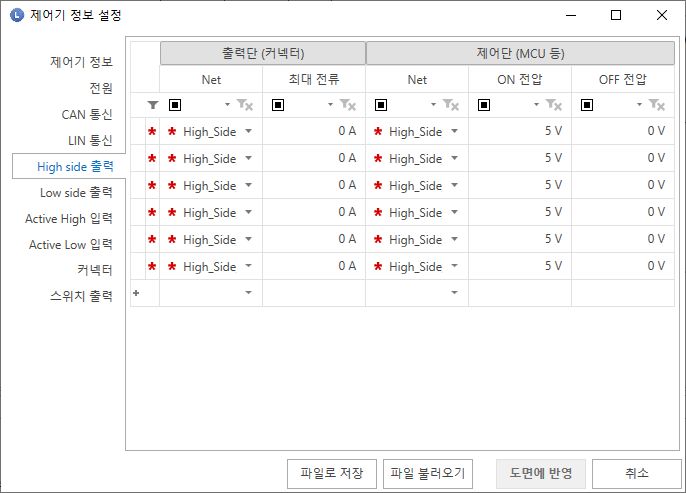 L 제어기 정보 설정
제어기 정보
전원
CAN 통신
LIN 통신
High side 출력
Low side 출력
Active High 입력
Active Low 입력
커넥터
스위치 출력
출력단 (커넥터) 제어단 (MCU 등)
Net 최대 전류 Net ON 전압 OFF 전압
* * High_Side 0 A * High_Side 5 V 0 V
* * High_Side 0 A * High_Side 5 V 0 V
* * High_Side 0 A * High_Side 5 V 0 V
* * High_Side 0 A * High_Side 5 V 0 V
* * High_Side 0 A * High_Side 5 V 0 V
* * High_Side 0 A * High_Side 5 V 0 V
+
파일로 저장 파일 불러오기 도면에 반영 취소